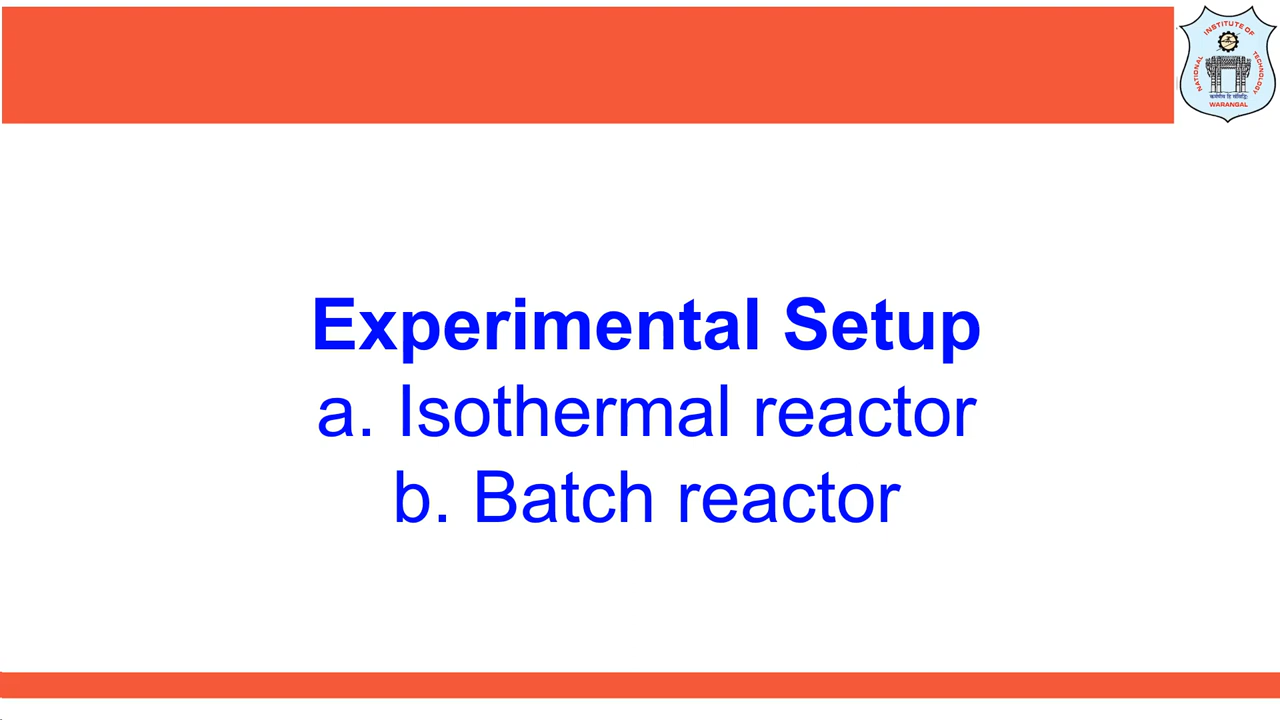 NATIONAL INSTITUTE OF TECHNOLOGY
WARANGAL
Experimental Setup
a. Isothermal reactor
b. Batch reactor